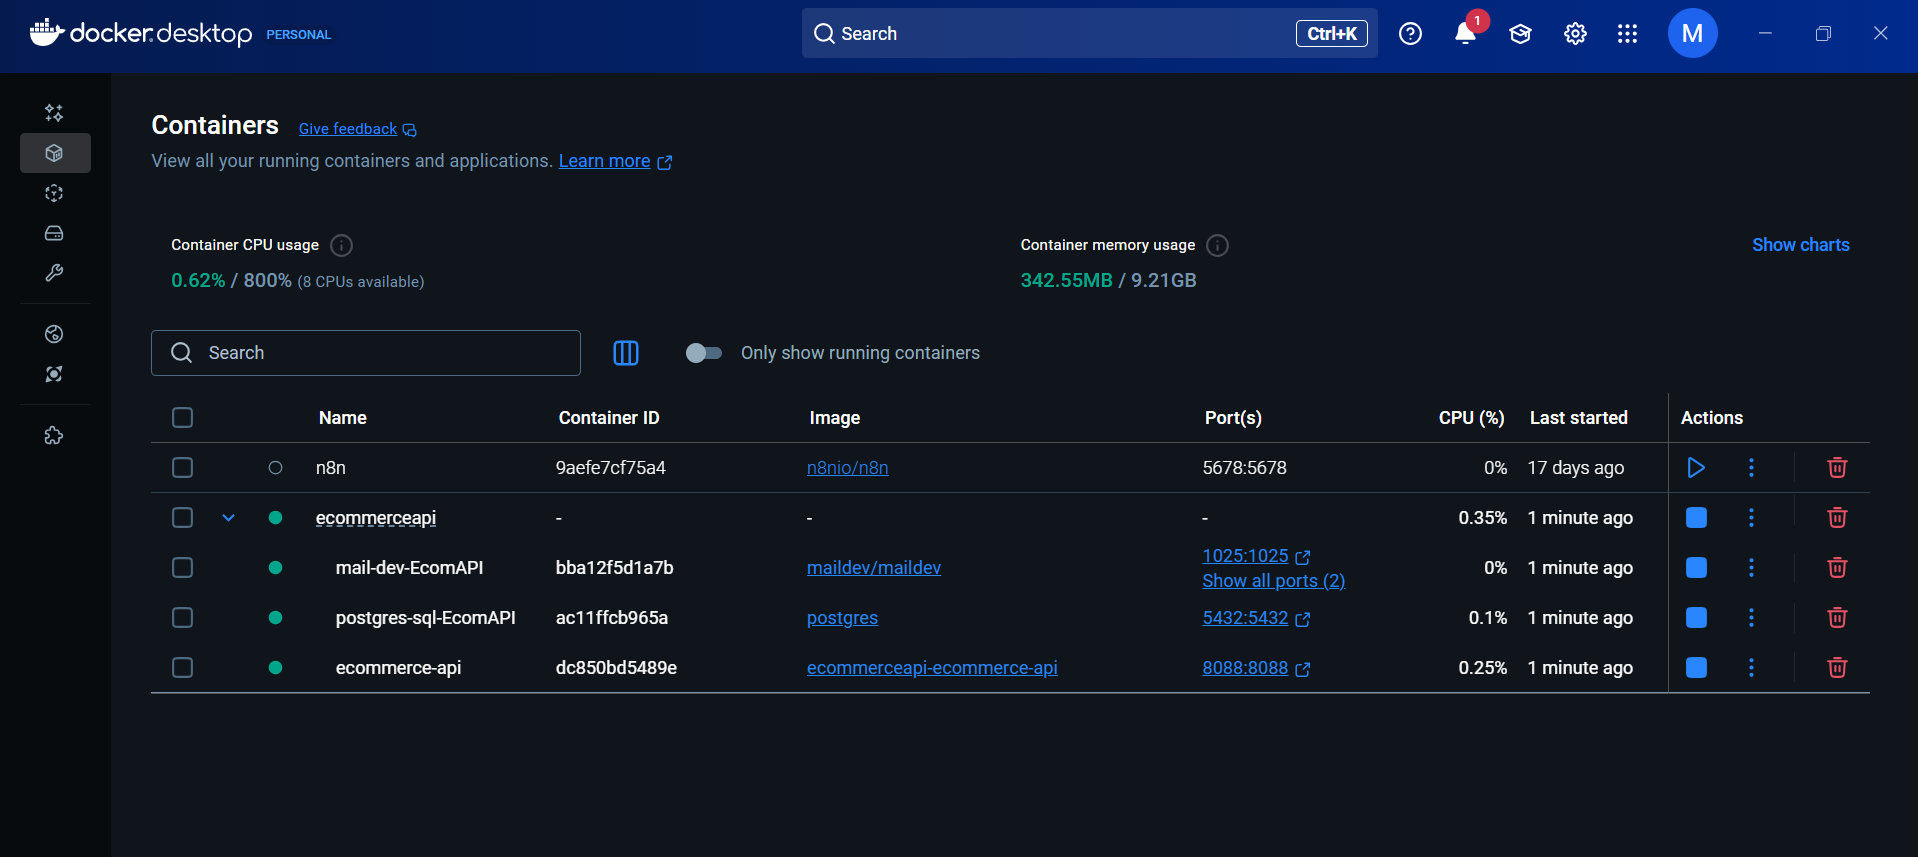 docker.desktop PERSONAL Search Ctrl+K 1 M
Containers Give feedback
View all your running containers and applications. Learn more
Container CPU usage Container memory usage Show charts
0.62% / 800% (8 CPUs available) 342.55MB / 9.21GB
Search Only show running containers
Name Container ID Image Port(s) CPU (%) Last started Actions
n8n 9aefe7cf75a4 n8nio/n8n 5678:5678 0% 17 days ago
ecommerceapi - - - 0.35% 1 minute ago
mail-dev-EcomAPI bba12f5d1a7b maildev/maildev 1025:1025 0% 1 minute ago
Show all ports (2)
postgres-sql-EcomAPI ac11ffcb965a postgres 5432:5432 0.1% 1 minute ago
ecommerce-api dc850bd5489e ecommerceapi-ecommerce-api 8088:8088 0.25% 1 minute ago